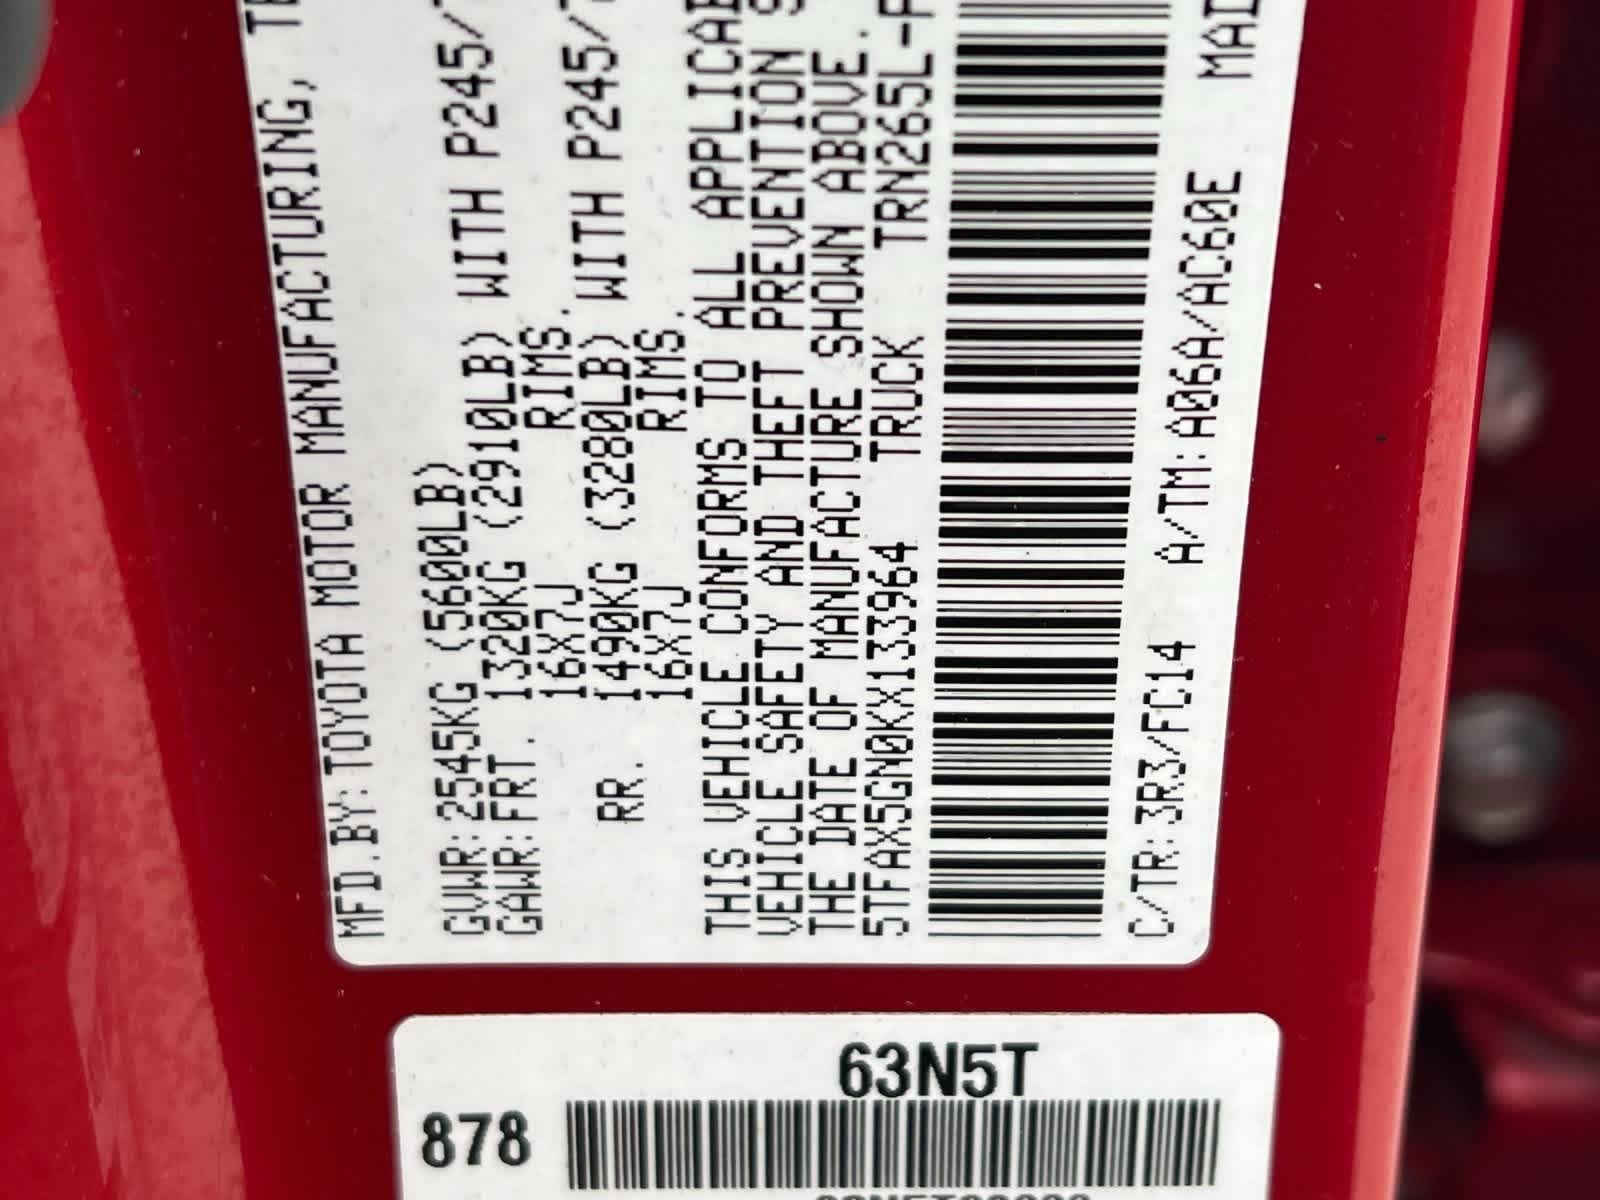 MFD.BY:TOYOTA MOTOR MANUFACTURING,
GVWR:2545KG (5600LB)
GAWR:FRT. 1320KG (2910LB) WITH P245/
16X7J RIMS.
RR. 1490KG (3280LB) WITH P245/
16X7J RIMS.
THIS VEHICLE CONFORMS TO ALL
VEHICLE SAFETY AND THEFT PREVENTION
THE DATE OF MANUFACTURE SHOWN ABOVE.
5TFAX5GN0KX133964 TRUCK TRN265L-
C/TR:3R3/FC14 A/TM:A06A/AC60E
63N5T
878